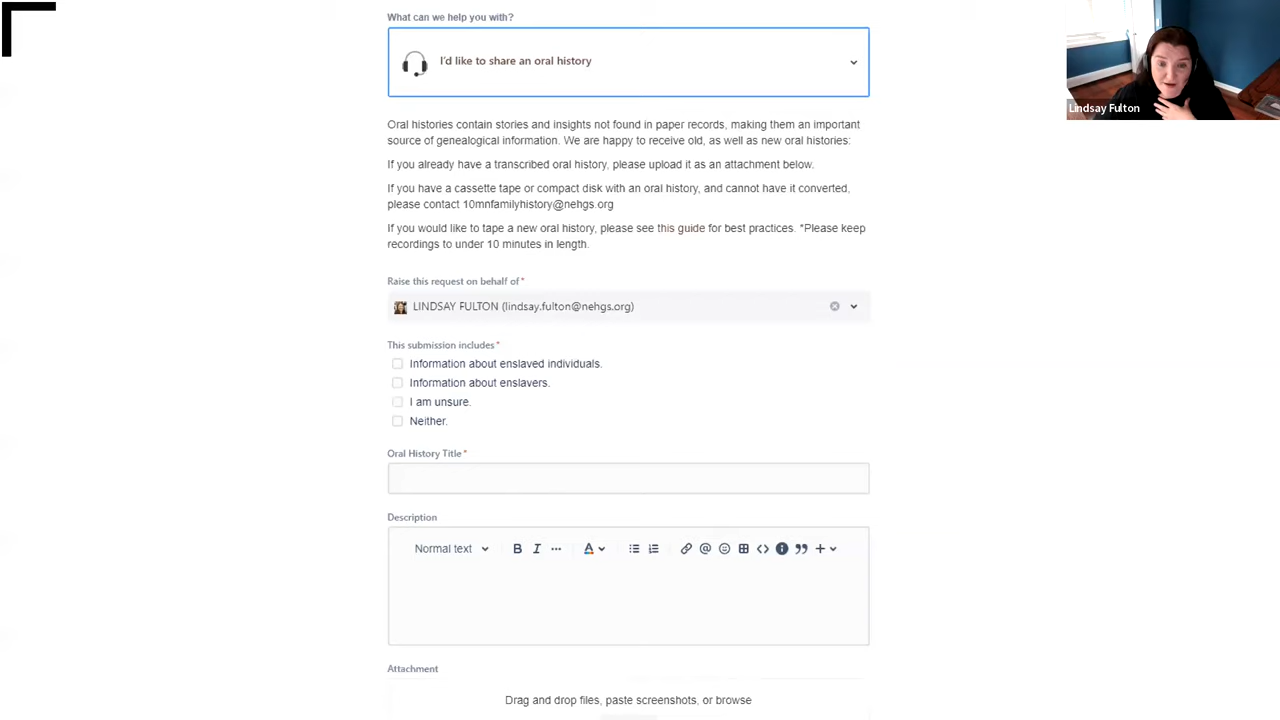 What can we help you with?
I'd like to share an oral history
Lindsay Fulton
Oral histories contain stories and insights not found in paper records, making them an important
source of genealogical information. We are happy to receive old, as well as new oral histories:
If you already have a transcribed oral history, please upload it as an attachment below.
If you have a cassette tape or compact disk with an oral history, and cannot have it converted,
please contact 10mnfamilyhistory@nehgs.org
If you would like to tape a new oral history, please see this guide for best practices. *Please keep
recordings to under 10 minutes in length.
Raise this request on behalf of*
LINDSAY FULTON (lindsay.fulton@nehgs.org)
This submission includes*
Information about enslaved individuals.
Information about enslavers.
I am unsure.
Neither.
Oral History Title*
Description
Normal text B I ... A
Attachment
Drag and drop files, paste screenshots, or browse